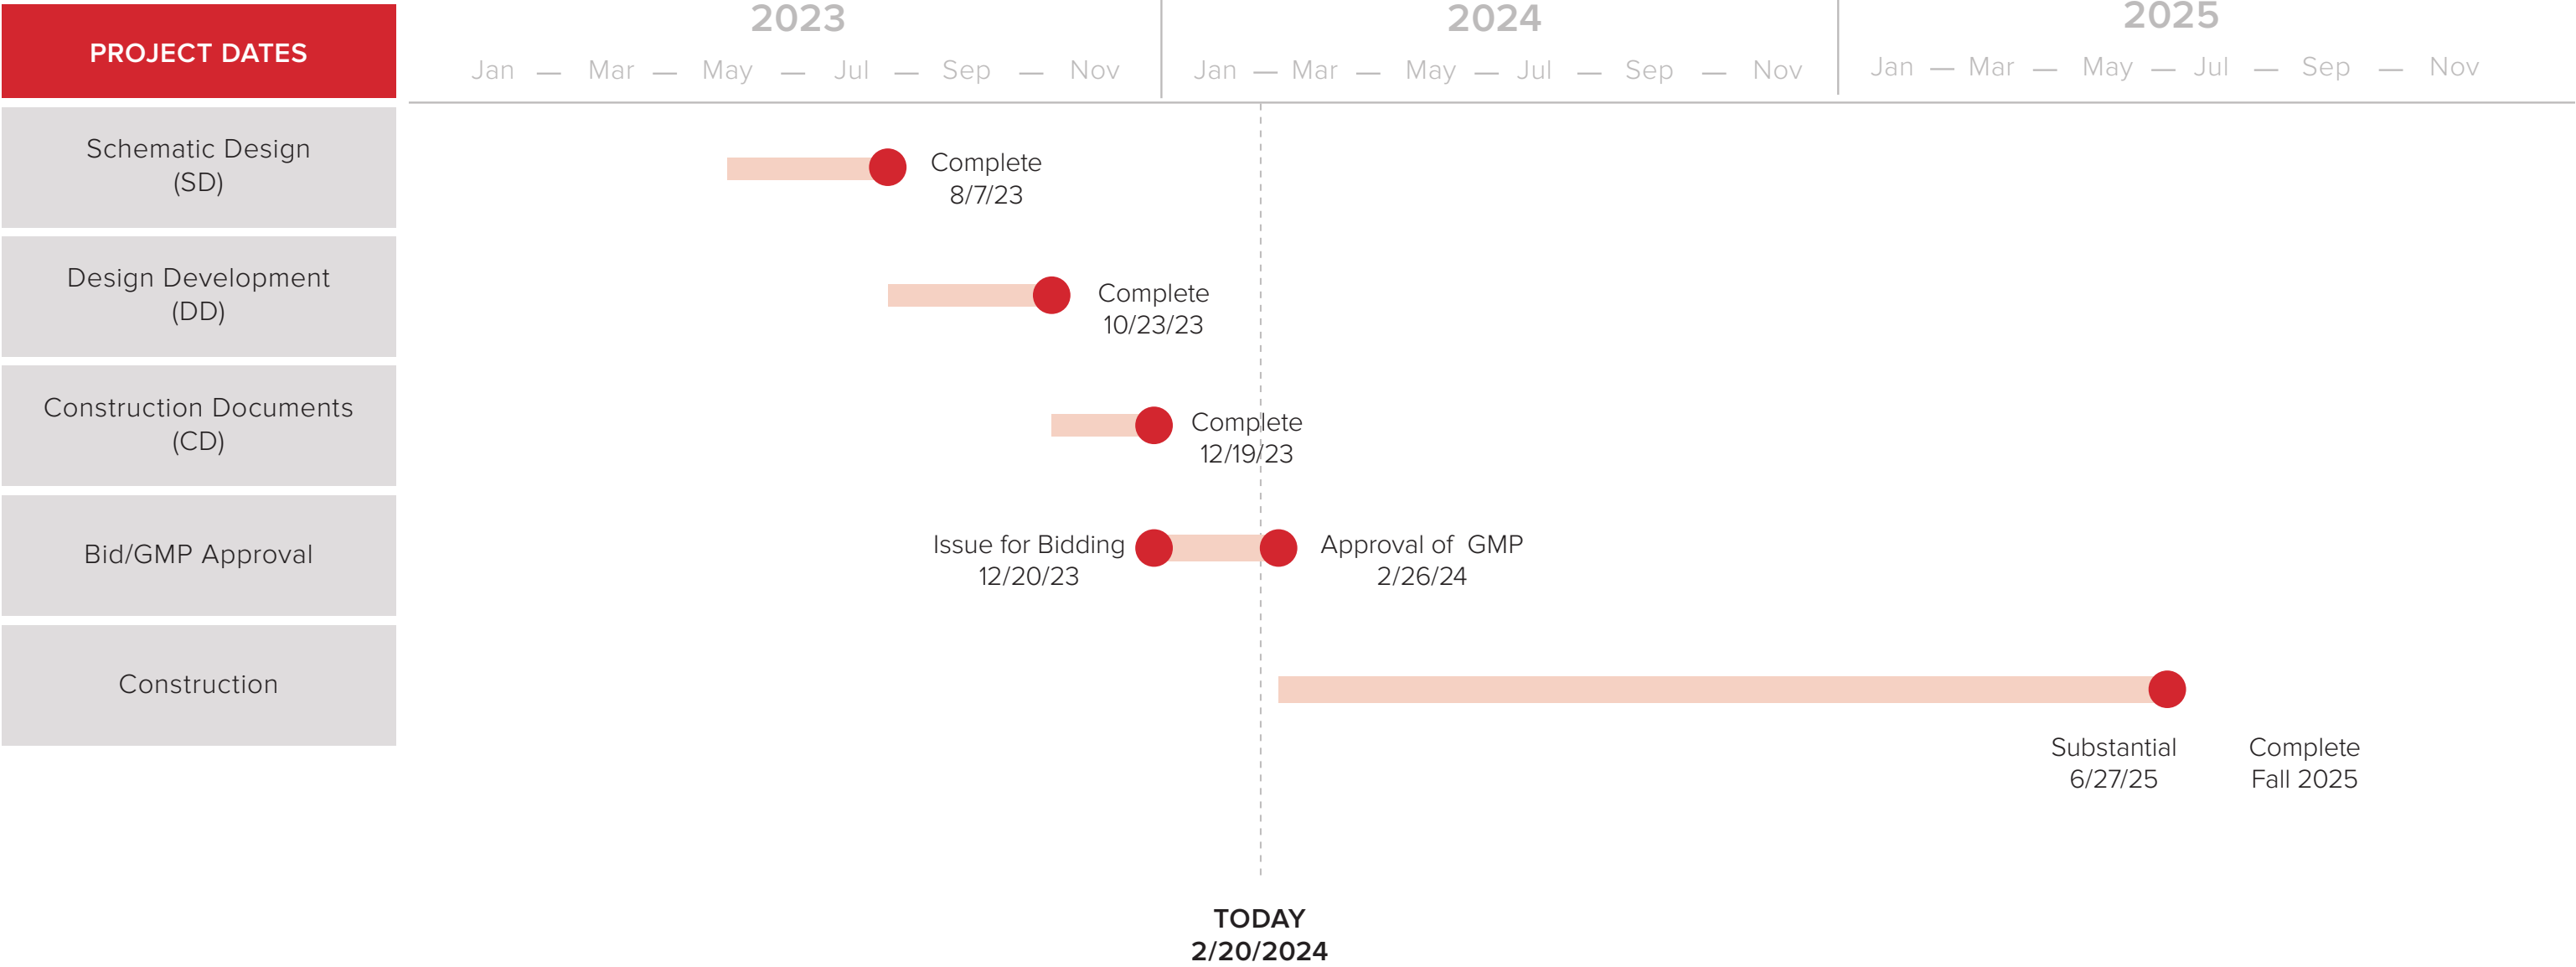 PROJECT DATES
2023
2024
2025
Jan — Mar — May — Jul — Sep — Nov
Jan — Mar — May — Jul — Sep — Nov
Jan — Mar — May — Jul — Sep — Nov
Schematic Design
(SD)
Complete
8/7/23
Design Development
(DD)
Complete
10/23/23
Construction Documents
(CD)
Complete
12/19/23
Bid/GMP Approval
Issue for Bidding
12/20/23
Approval of GMP
2/26/24
Construction
Substantial
6/27/25
Complete
Fall 2025
TODAY
2/20/2024